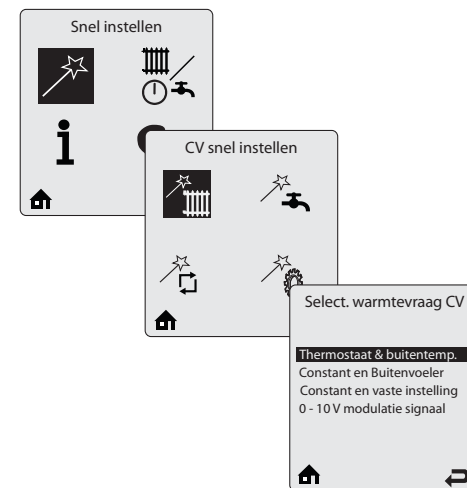 Snel instellen
i
CV snel instellen
Select. warmtevraag CV
Thermostaat & buitentemp.
Constant en Buitenvoeler
Constant en vaste instelling
0 - 10 V modulatie signaal